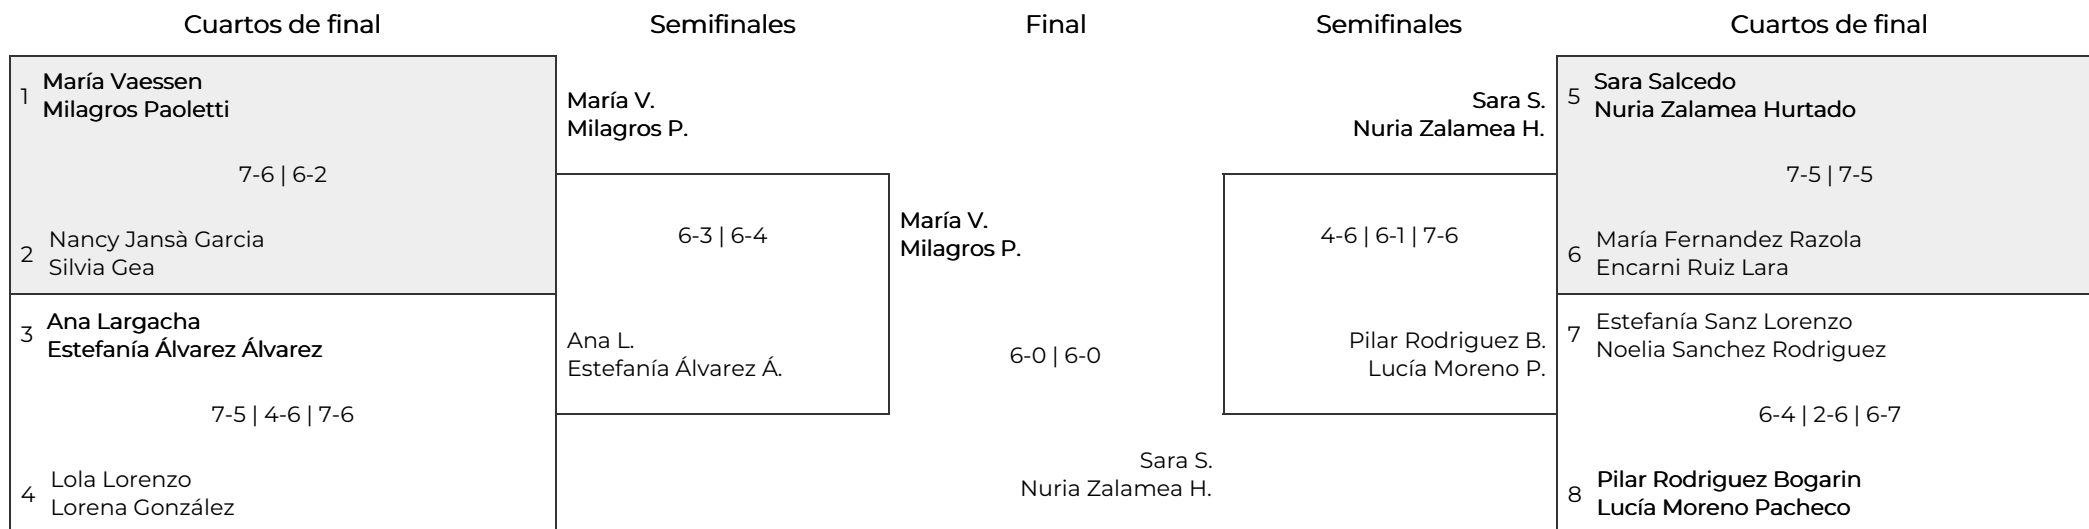 Cuartos de final
Semifinales
Final
Semifinales
Cuartos de final
1
María Vaessen
Milagros Paoletti
7-6 | 6-2
2
Nancy Jansà Garcia
Silvia Gea
3
Ana Largacha
Estefanía Álvarez Álvarez
7-5 | 4-6 | 7-6
4
Lola Lorenzo
Lorena González
María V.
Milagros P.
6-3 | 6-4
Ana L.
Estefanía Álvarez Á.
María V.
Milagros P.
6-0 | 6-0
Sara S.
Nuria Zalamea H.
Sara S.
Nuria Zalamea H.
4-6 | 6-1 | 7-6
Pilar Rodriguez B.
Lucía Moreno P.
5
Sara Salcedo
Nuria Zalamea Hurtado
7-5 | 7-5
6
María Fernandez Razola
Encarni Ruiz Lara
7
Estefanía Sanz Lorenzo
Noelia Sanchez Rodriguez
6-4 | 2-6 | 6-7
8
Pilar Rodriguez Bogarin
Lucía Moreno Pacheco